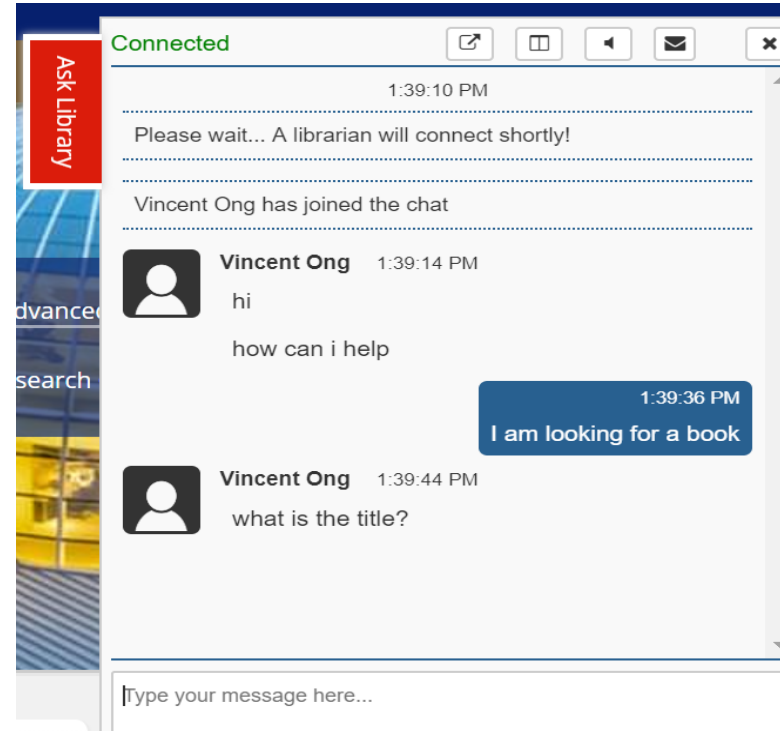 Ask Library
Connected
1:39:10 PM
Please wait... A librarian will connect shortly!
Vincent Ong has joined the chat
Vincent Ong 1:39:14 PM
hi
how can i help
1:39:36 PM
I am looking for a book
Vincent Ong 1:39:44 PM
what is the title?
Type your message here...
dvanced
search